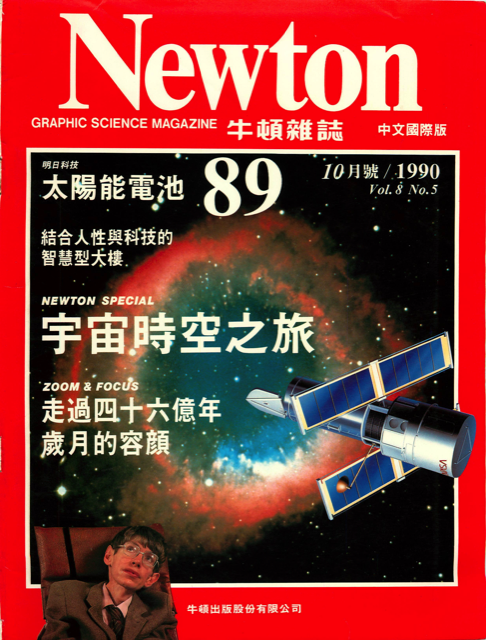 Newton
GRAPHIC SCIENCE MAGAZINE 牛頓雜誌 中文國際版
明日科技
太陽能電池
89
10月號/1990
Vol.8 No.5
結合人性與科技的
智慧型大樓
NEWTON SPECIAL
宇宙時空之旅
ZOOM & FOCUS
走過四十六億年
歲月的容顏
NASA
牛頓出版股份有限公司